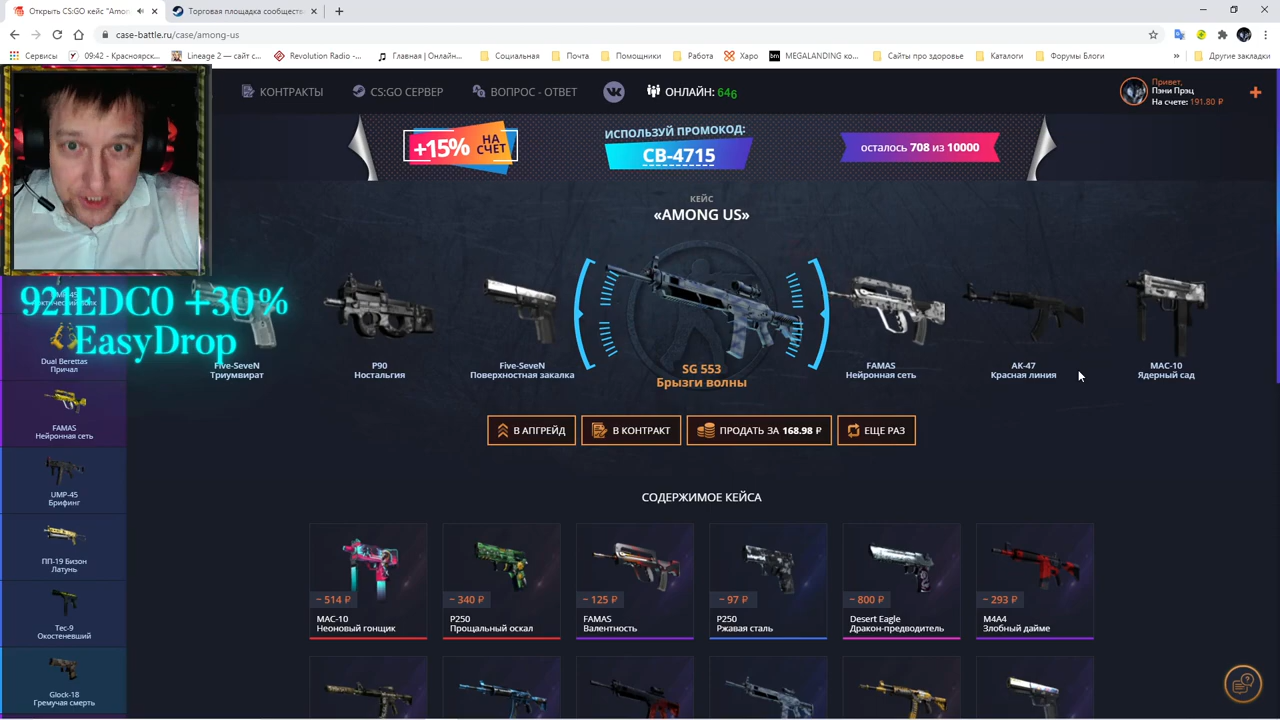 Открыть CS:GO кейс "Amon
Торговая площадка сообществ
case-battle.ru/case/among-us
Сервисы
09:42 - Красноярск...
Lineage 2 — сайт с...
Revolution Radio -...
Главная | Онлайн...
Социальная
Почта
Помощники
Работа
Харо
MEGALANDING ко...
Сайты про здоровье
Каталоги
Форумы Блоги
»
Другие закладки
КОНТРАКТЫ
CS:GO СЕРВЕР
ВОПРОС - ОТВЕТ
ОНЛАЙН: 646
Привет,
Пэни Прэц
На счете: 191.80 ₽
+15% НА СЧЕТ
ИСПОЛЬЗУЙ ПРОМОКОД:
CB-4715
осталось 708 из 10000
КЕЙС
«AMONG US»
921EDC0 +30%
EasyDrop
Five-SeveN
Триумвират
P90
Ностальгия
Five-SeveN
Поверхностная закалка
SG 553
Брызги волны
FAMAS
Нейронная сеть
AK-47
Красная линия
MAC-10
Ядерный сад
В АПГРЕЙД
В КОНТРАКТ
ПРОДАТЬ ЗА 168.98 ₽
ЕЩЕ РАЗ
Dual Berettas
Причал
FAMAS
Нейронная сеть
UMP-45
Брифинг
ПП-19 Бизон
Латунь
Tec-9
Окостеневший
Glock-18
Гремучая смерть
СОДЕРЖИМОЕ КЕЙСА
~ 514 ₽
MAC-10
Неоновый гонщик
~ 340 ₽
P250
Прощальный оскал
~ 125 ₽
FAMAS
Валентность
~ 97 ₽
P250
Ржавая сталь
~ 800 ₽
Desert Eagle
Дракон-предводитель
~ 293 ₽
M4A4
Злобный дайме